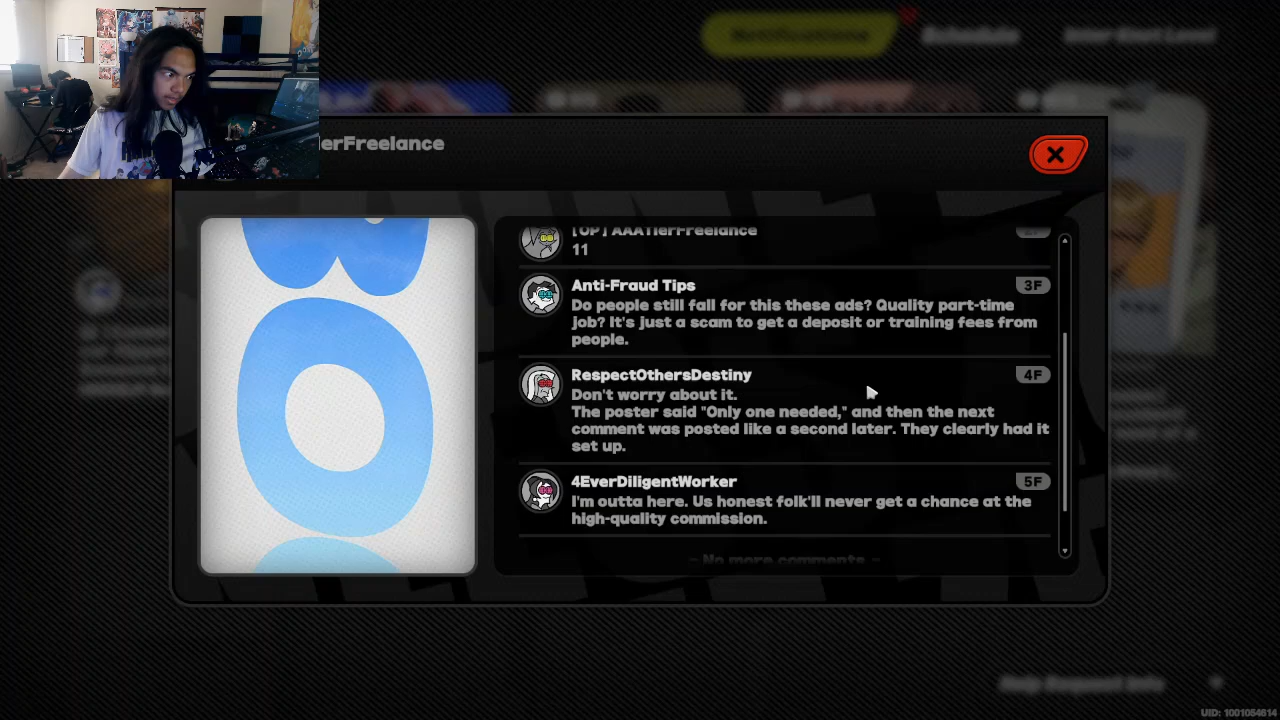 ierFreelance
[OP] AAATierFreelance
11
Anti-Fraud Tips
3F
Do people still fall for this these ads? Quality part-time
job? It's just a scam to get a deposit or training fees from
people.
RespectOthersDestiny
4F
Don't worry about it.
The poster said "Only one needed," and then the next
comment was posted like a second later. They clearly had it
set up.
4EverDiligentWorker
5F
I'm outta here. Us honest folk'll never get a chance at the
high-quality commission.
- No more comments -
UID: 1001054614